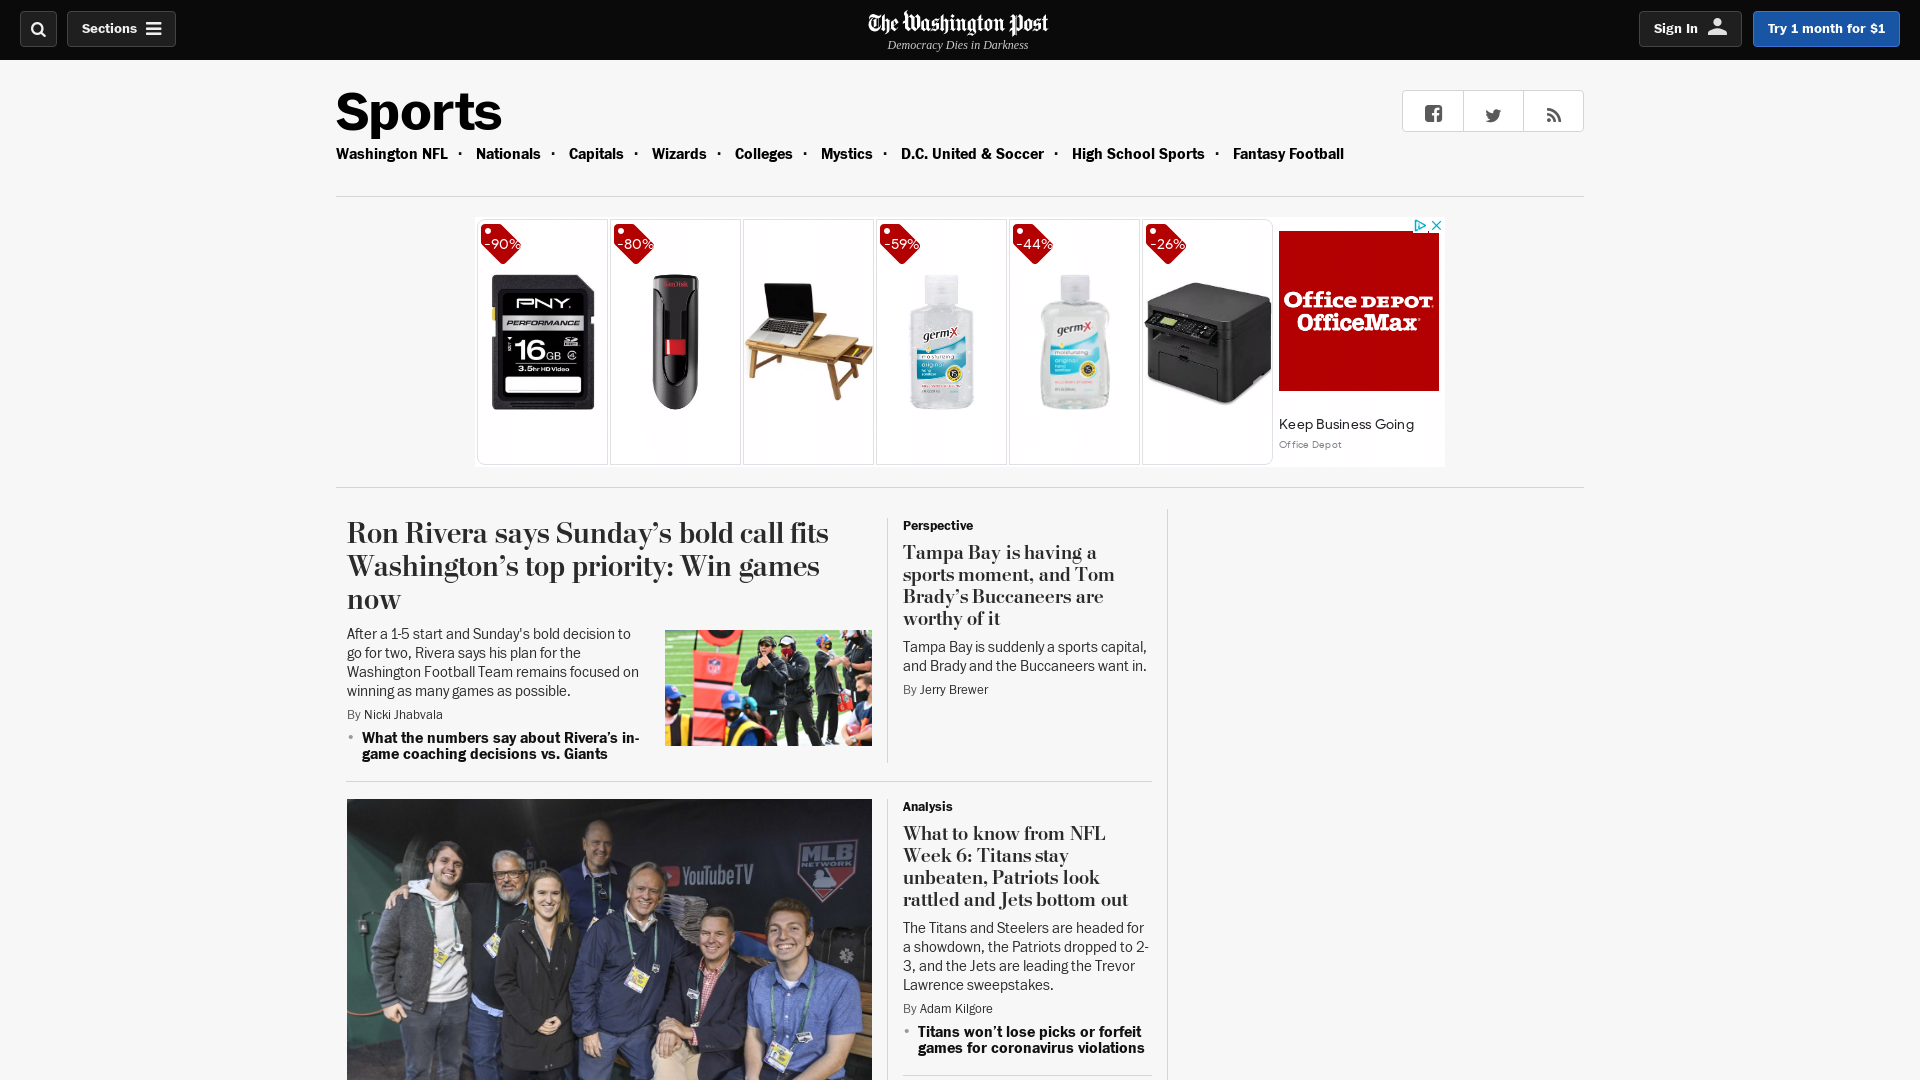 Sections
The Washington Post
Democracy Dies in Darkness
Sign In
Try 1 month for $1
Sports
Washington NFL · Nationals · Capitals · Wizards · Colleges · Mystics · D.C. United & Soccer · High School Sports · Fantasy Football
-90%
-80%
-59%
-44%
-26%
PNY
PERFORMANCE
16GB
3.5hr HD Video
SanDisk
germ-x
moisturizing
original
germ-x
moisturizing
original
Office DEPOT
OfficeMax
Keep Business Going
Office Depot
Ron Rivera says Sunday’s bold call fits
Washington’s top priority: Win games
now
After a 1-5 start and Sunday's bold decision to
go for two, Rivera says his plan for the
Washington Football Team remains focused on
winning as many games as possible.
By Nicki Jhabvala
• What the numbers say about Rivera’s in-
game coaching decisions vs. Giants
Perspective
Tampa Bay is having a
sports moment, and Tom
Brady’s Buccaneers are
worthy of it
Tampa Bay is suddenly a sports capital,
and Brady and the Buccaneers want in.
By Jerry Brewer
YouTubeTV
MLB
NETWORK
Analysis
What to know from NFL
Week 6: Titans stay
unbeaten, Patriots look
rattled and Jets bottom out
The Titans and Steelers are headed for
a showdown, the Patriots dropped to 2-
3, and the Jets are leading the Trevor
Lawrence sweepstakes.
By Adam Kilgore
• Titans won’t lose picks or forfeit
games for coronavirus violations